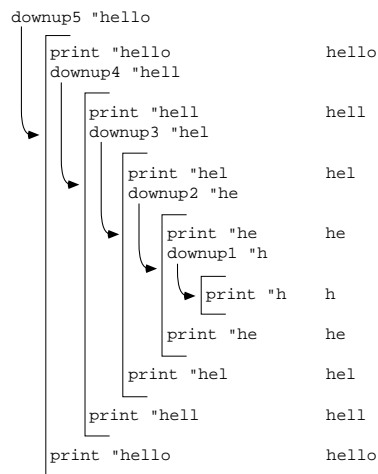 downup5 "hello
print "hello hello
downup4 "hell
print "hell hell
downup3 "hel
print "hel hel
downup2 "he
print "he he
downup1 "h
print "h h
print "he he
print "hel hel
print "hell hell
print "hello hello